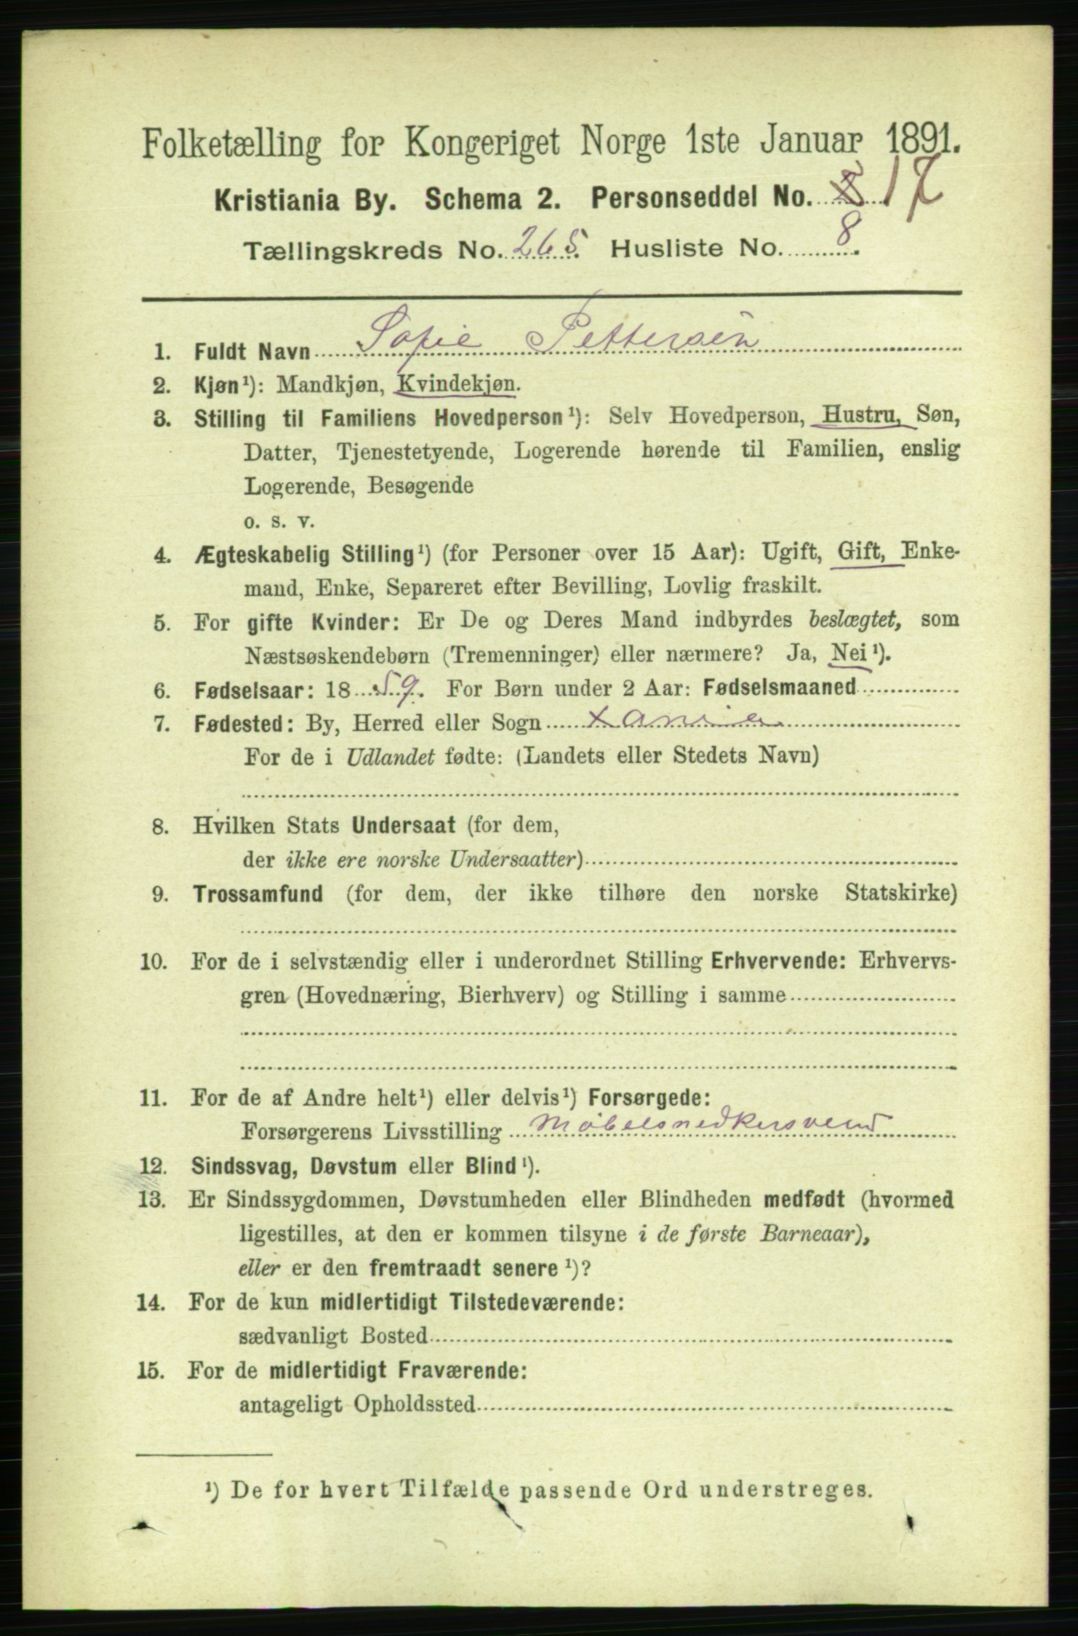 Folketælling for Kongeriget Norge 1ste Januar 1891.
Kristiania By. Schema 2. Personseddel No. 17
Tællingskreds No. 265. Husliste No. 8.
1. Fuldt Navn Sofie Pettersen
2. Kjøn¹): Mandkjøn, Kvindekjøn.
3. Stilling til Familiens Hovedperson¹): Selv Hovedperson, Hustru, Søn,
Datter, Tjenestetyende, Logerende hørende til Familien, enslig
Logerende, Besøgende
o. s. v.
4. Ægteskabelig Stilling¹) (for Personer over 15 Aar): Ugift, Gift, Enke-
mand, Enke, Separeret efter Bevilling, Lovlig fraskilt.
5. For gifte Kvinder: Er De og Deres Mand indbyrdes beslægtet, som
Næstsøskendebørn (Tremenninger) eller nærmere? Ja, Nei¹).
6. Fødselsaar: 1859. For Børn under 2 Aar: Fødselsmaaned
7. Fødested: By, Herred eller Sogn Xania
For de i Udlandet fødte: (Landets eller Stedets Navn)
8. Hvilken Stats Undersaat (for dem,
der ikke ere norske Undersaatter)
9. Trossamfund (for dem, der ikke tilhøre den norske Statskirke)
10. For de i selvstændig eller i underordnet Stilling Erhvervende: Erhvervs-
gren (Hovednæring, Bierhverv) og Stilling i samme
11. For de af Andre helt¹) eller delvis¹) Forsørgede:
Forsørgerens Livsstilling Møbelsnedkersvend
12. Sindssvag, Døvstum eller Blind¹).
13. Er Sindssygdommen, Døvstumheden eller Blindheden medfødt (hvormed
ligestilles, at den er kommen tilsyne i de første Barneaar),
eller er den fremtraadt senere¹)?
14. For de kun midlertidigt Tilstedeværende:
sædvanligt Bosted
15. For de midlertidigt Fraværende:
antageligt Opholdssted
¹) De for hvert Tilfælde passende Ord understreges.